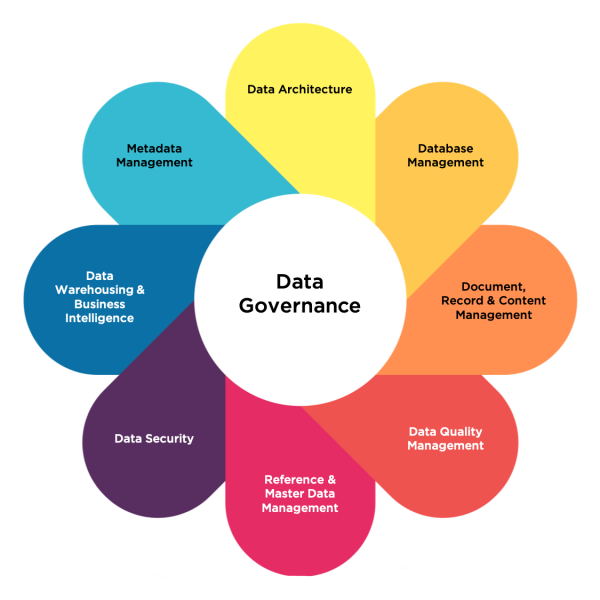 Data Architecture
Metadata
Management
Database
Management
Data
Warehousing &
Business
Intelligence
Data
Governance
Document,
Record & Content
Management
Data Security
Data Quality
Management
Reference &
Master Data
Management